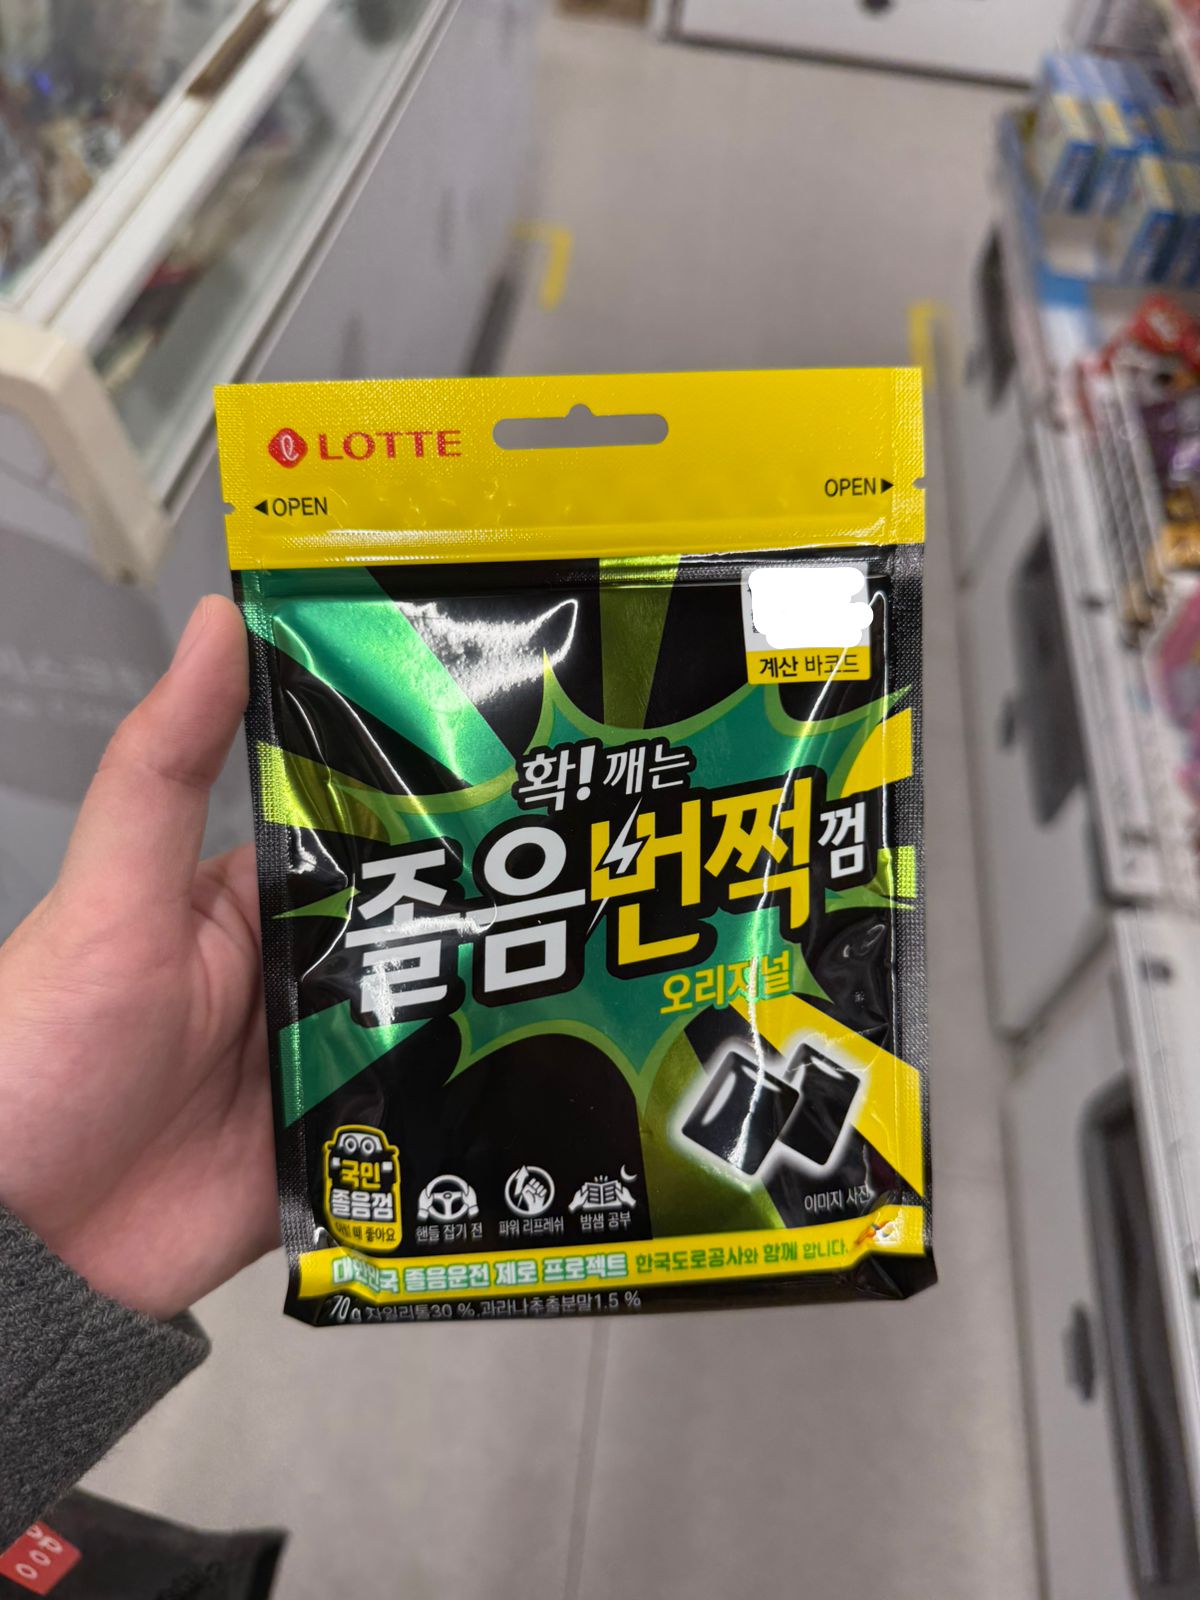 LOTTE
OPEN
OPEN
계산 바코드
확! 깨는
졸음번쩍껌
오리지널
이미지 사진
국민
졸음껌
핸들 잡기 전
파워 리프레쉬
밤샘 공부
대한민국 졸음운전 제로 프로젝트 한국도로공사와 함께 합니다.
70g 자일리톨30 %,과라나추출분말1.5 %